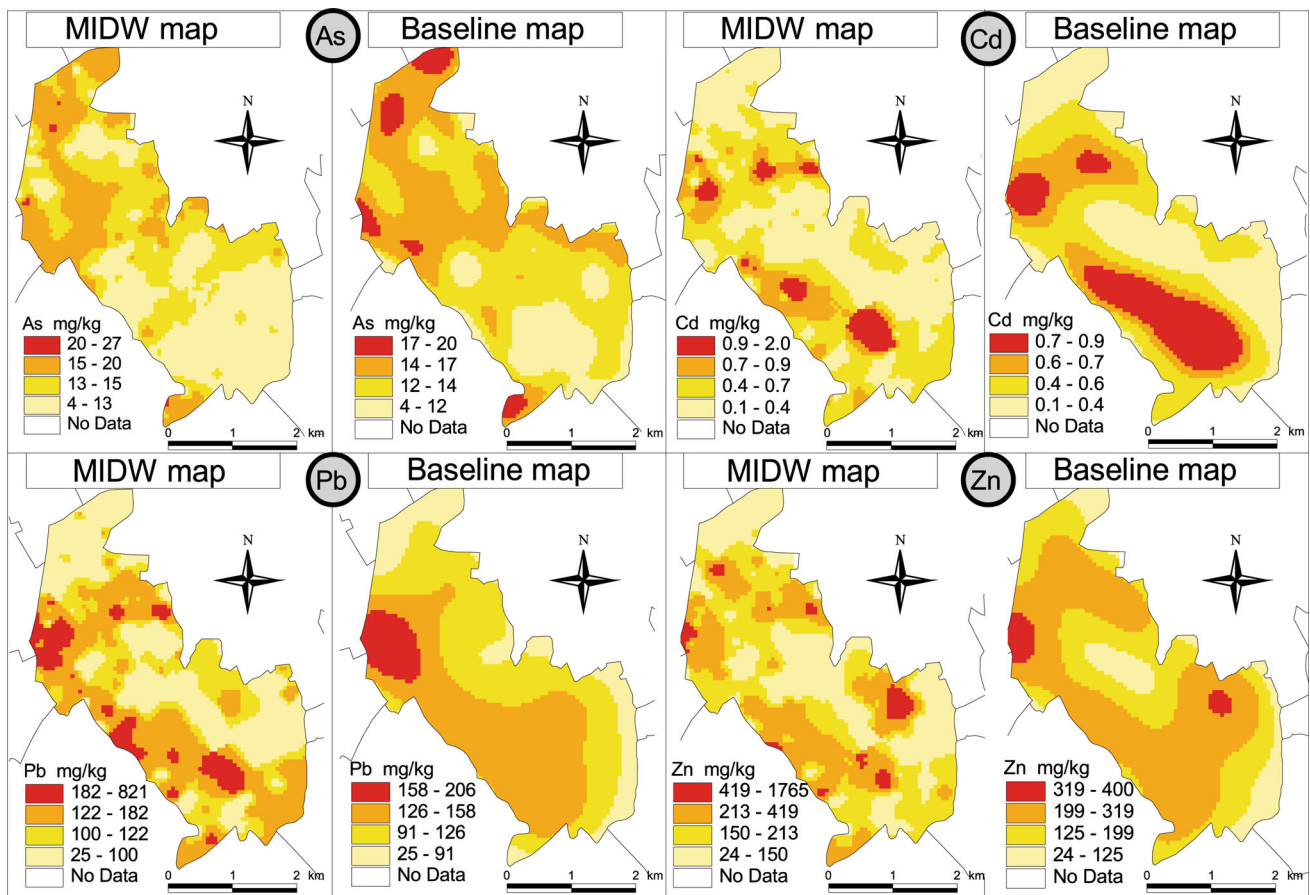 MIDW map
As
Baseline map
N
N
As mg/kg
20 - 27
15 - 20
13 - 15
4 - 13
No Data
0 1 2 km
As mg/kg
17 - 20
14 - 17
12 - 14
4 - 12
No Data
0 1 2 km
MIDW map
Cd
Baseline map
N
N
Cd mg/kg
0.9 - 2.0
0.7 - 0.9
0.4 - 0.7
0.1 - 0.4
No Data
0 1 2 km
Cd mg/kg
0.7 - 0.9
0.6 - 0.7
0.4 - 0.6
0.1 - 0.4
No Data
0 1 2 km
MIDW map
Pb
Baseline map
N
N
Pb mg/kg
182 - 821
122 - 182
100 - 122
25 - 100
No Data
0 1 2 km
Pb mg/kg
158 - 206
126 - 158
91 - 126
25 - 91
No Data
0 1 2 km
MIDW map
Zn
Baseline map
N
N
Zn mg/kg
419 - 1765
213 - 419
150 - 213
24 - 150
No Data
0 1 2 km
Zn mg/kg
319 - 400
199 - 319
125 - 199
24 - 125
No Data
0 1 2 km